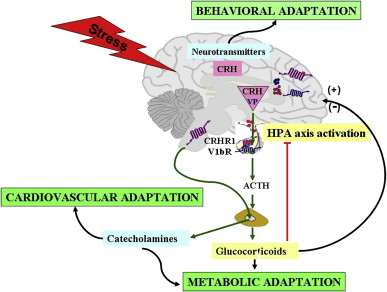 BEHAVIORAL ADAPTATION
Stress
Neurotransmitters
CRH
CRH
VP
(+)
(-)
HPA axis activation
CRHR1
V1bR
ACTH
CARDIOVASCULAR ADAPTATION
Catecholamines
Glucocorticoids
METABOLIC ADAPTATION